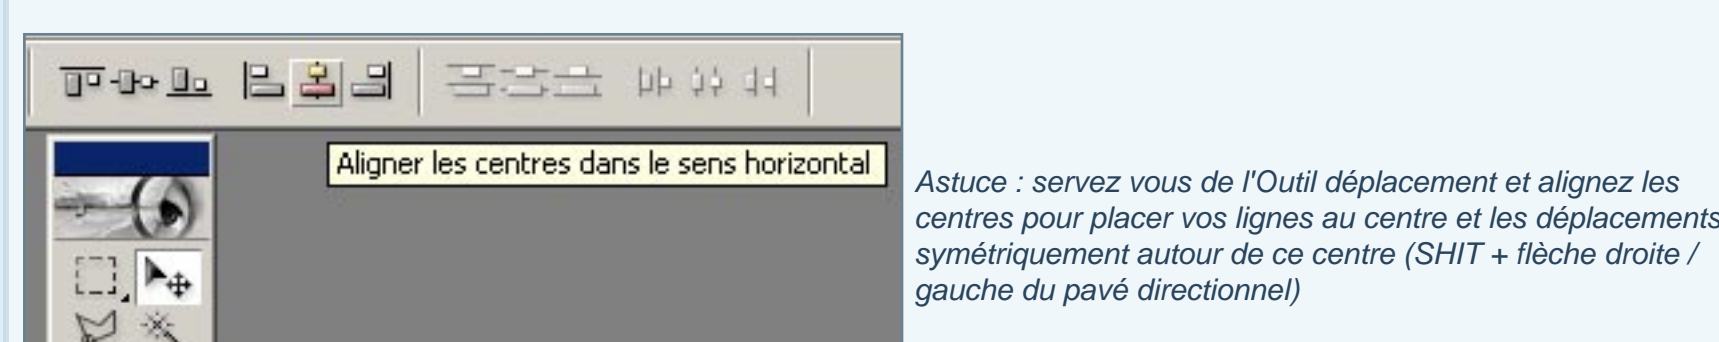 Aligner les centres dans le sens horizontal
Astuce : servez vous de l'Outil déplacement et alignez les
centres pour placer vos lignes au centre et les déplacements
symétriquement autour de ce centre (SHIT + flèche droite /
gauche du pavé directionnel)